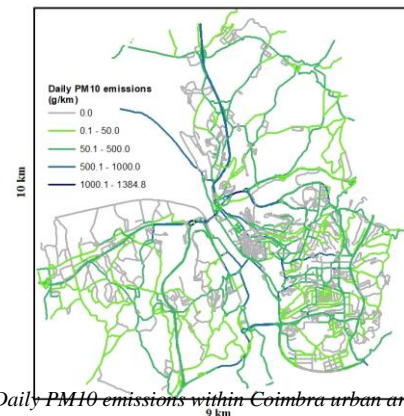 Daily PM10 emissions
(g/km)
0.0
0.1 - 50.0
50.1 - 500.0
500.1 - 1000.0
1000.1 - 1384.8
10 km
Daily PM10 emissions within Coimbra urban ar
9 km